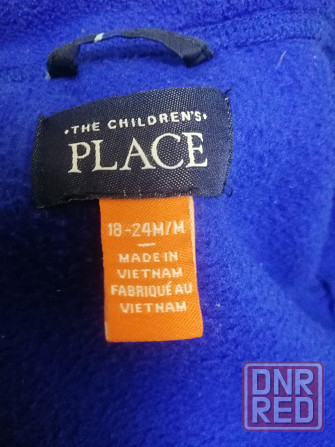 •THE CHILDREN'S•
PLACE
18-24M/M
MADE IN
VIETNAM
FABRIQUÉ AU
VIETNAM
DNR
RED